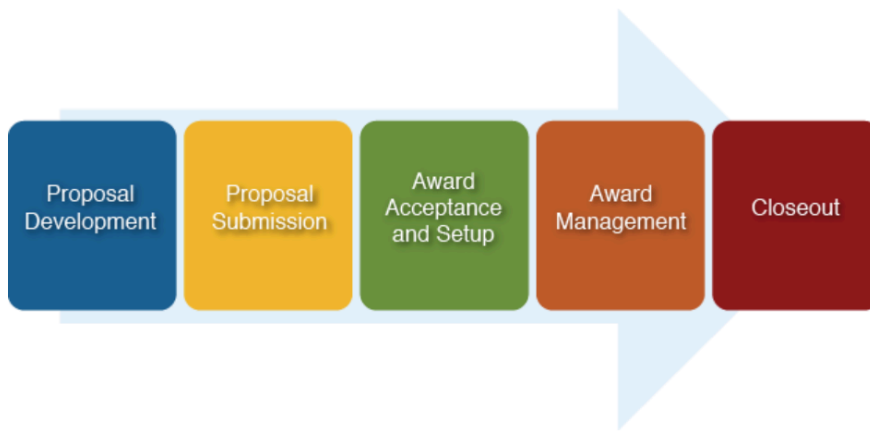 Proposal
Development
Proposal
Submission
Award
Acceptance
and Setup
Award
Management
Closeout